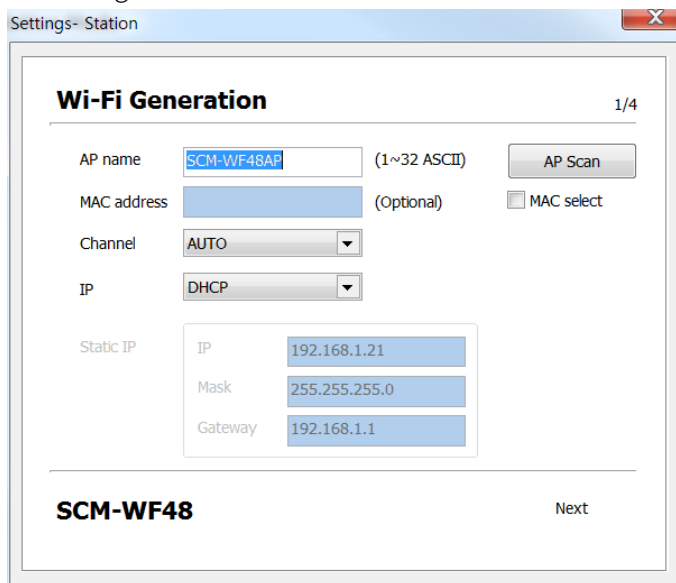 Settings- Station
X
Wi-Fi Generation 1/4
AP name SCM-WF48AP (1~32 ASCII) AP Scan
MAC address (Optional) MAC select
Channel AUTO
IP DHCP
Static IP IP 192.168.1.21
Mask 255.255.255.0
Gateway 192.168.1.1
SCM-WF48 Next